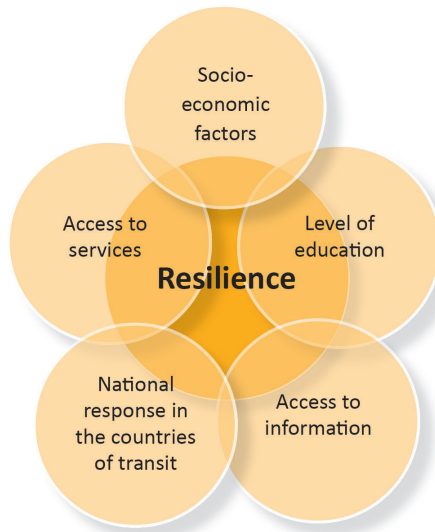 Socio-
economic
factors
Access to
services
Level of
education
Resilience
National
response in
the countries
of transit
Access to
information